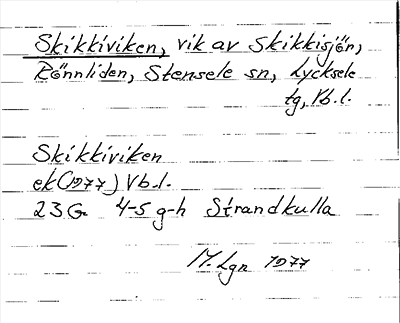 Skikkiviken, vik av Skikkisjön,
Rönnliden, Stensele sn, Lycksele
tg, Vb.l.
Skikkiviken
ek(1977) Vb.l.
23G 4-5 g-h Strandkulla
M.Lgn 1977